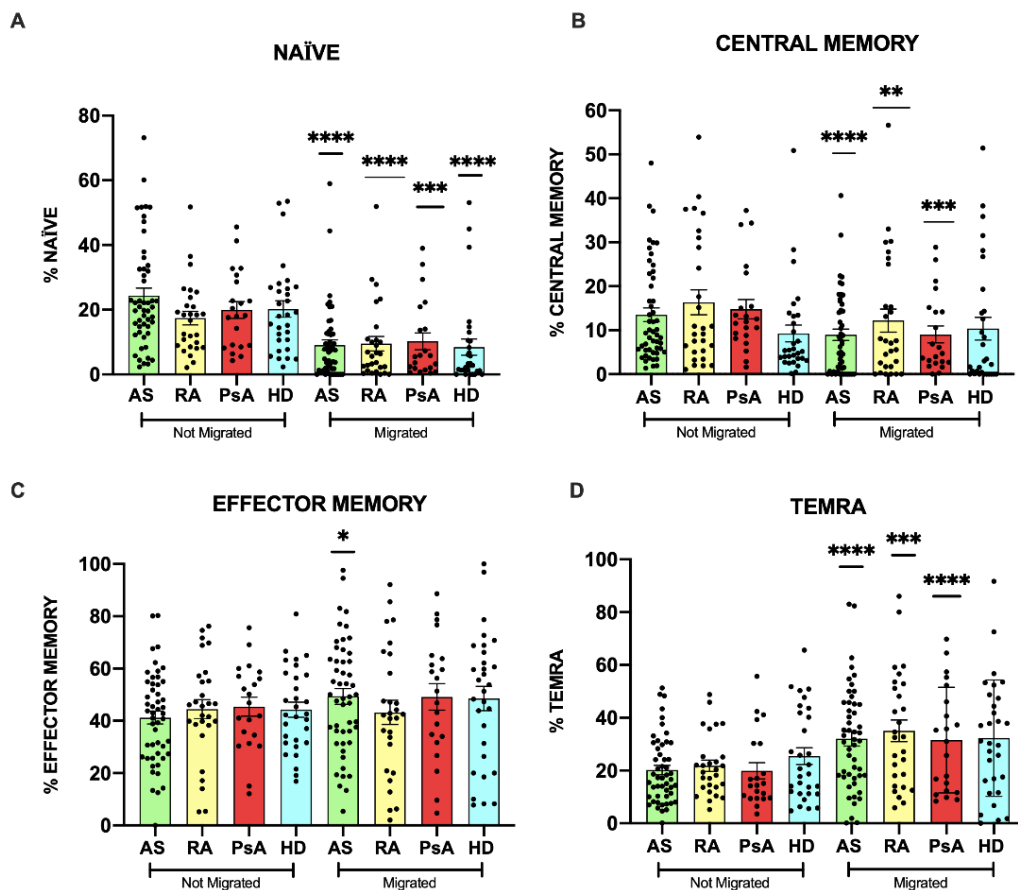 A
NAÏVE
% NAÏVE
80
60
40
20
0
****
****
***
****
AS RA PsA HD AS RA PsA HD
Not Migrated Migrated
B
CENTRAL MEMORY
% CENTRAL MEMORY
60
50
40
30
20
10
0
****
**
***
AS RA PsA HD AS RA PsA HD
Not Migrated Migrated
C
EFFECTOR MEMORY
% EFFECTOR MEMORY
100
80
60
40
20
0
*
AS RA PsA HD AS RA PsA HD
Not Migrated Migrated
D
TEMRA
% TEMRA
100
80
60
40
20
0
****
***
****
AS RA PsA HD AS RA PsA HD
Not Migrated Migrated